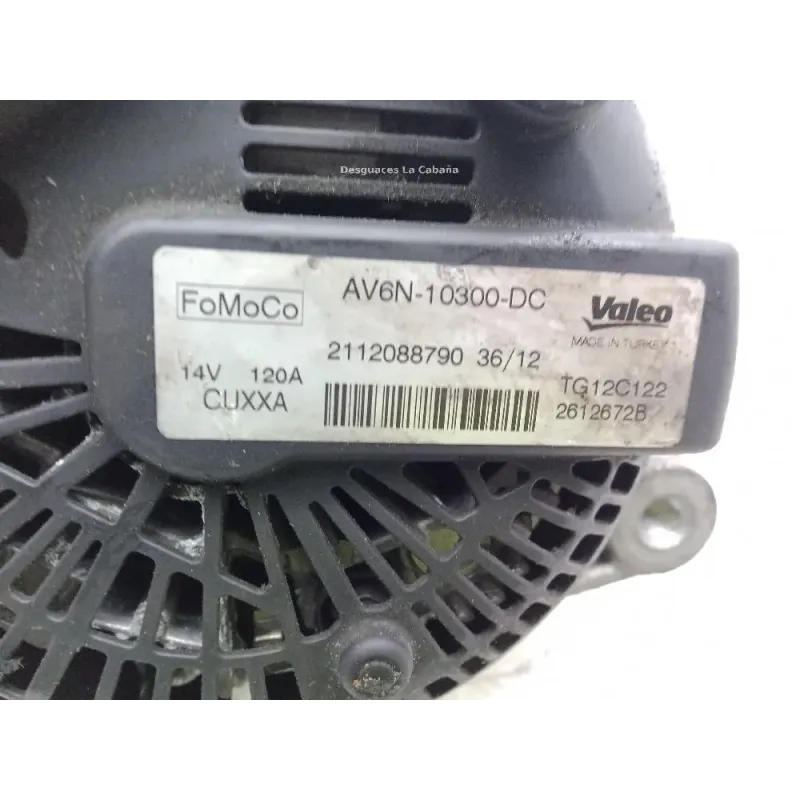 Desguaces La Cabaña
FoMoCo
AV6N-10300-DC
Valeo
MADE IN TURKEY
2112088790 36/12
14V 120A
TG12C122
CUXXA
2612672B